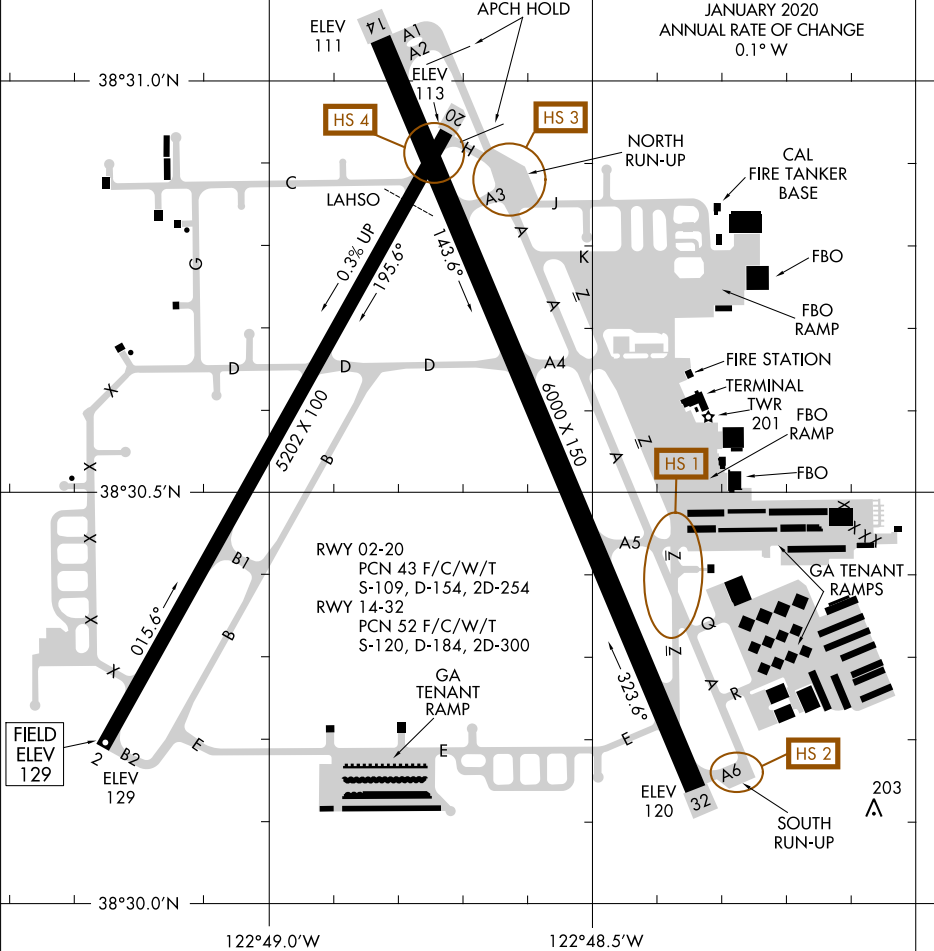 JANUARY 2020
ANNUAL RATE OF CHANGE
0.1° W
APCH HOLD
ELEV
111
14
A1
A2
38°31.0'N
ELEV
113
20
HS 4
HS 3
H
NORTH
RUN-UP
CAL
FIRE TANKER
BASE
C
LAHSO
A3
J
A
0.3% UP
195.6°
143.6°
K
FBO
G
Z
A
FBO
RAMP
D
D
D
A4
FIRE STATION
TERMINAL
TWR
201
X
6000 X 150
5202 X 100
FBO
RAMP
Z
B
A
HS 1
FBO
X
38°30.5'N
X
X
X
X
X
A5
B1
Z
RWY 02-20
PCN 43 F/C/W/T
S-109, D-154, 2D-254
RWY 14-32
PCN 52 F/C/W/T
S-120, D-184, 2D-300
GA TENANT
RAMPS
015.6°
X
B
Q
Z
X
GA
TENANT
RAMP
323.6°
A
R
FIELD
ELEV
129
2
B2
E
E
E
ELEV
129
A6
HS 2
ELEV
120
32
203
SOUTH
RUN-UP
38°30.0'N
122°49.0'W
122°48.5'W